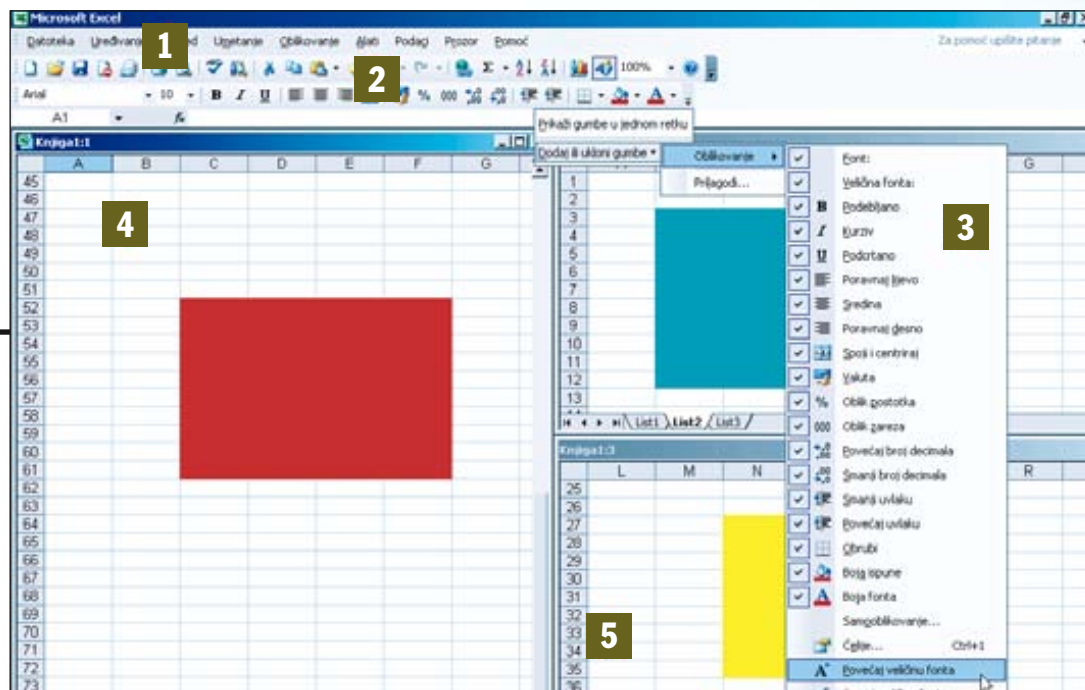 Microsoft Excel
Datoteka Umetanje Oblikovanje Alati Podaci Prozor Pomoć
Za pomoć upišite pitanje
1
100%
2
Arial 10 B I U % 000
A1 fx
Prikaži gumbe u jednom retku
Dodaj ili ukloni gumbe
Oblikovanje
Prilagodi...
Knjiga1:1
A B C D E F G
45
46
47
48
49
50
51
52
53
54
55
56
57
58
59
60
61
62
63
64
65
66
67
68
69
70
71
72
73
4
G
1
2
3
4
5
6
7
8
9
10
11
12
13
List1 List2 List3
Knjiga1:3
L M N R
25
26
27
28
29
30
31
32
33
34
35
36
5
3
Font:
Veličina fonta:
B Podebljano
I Kurziv
U Podcrtano
Poravnaj lijevo
Sredina
Poravnaj desno
Spoji i centriraj
Valuta
% Oblik postotka
000 Oblik zareza
Povećaj broj decimala
Smanji broj decimala
Smanji uvlaku
Povećaj uvlaku
Obrubi
Boja ispune
A Boja fonta
Samooblikovanje...
Ćelije... Ctrl+1
A Povećaj veličinu fonta